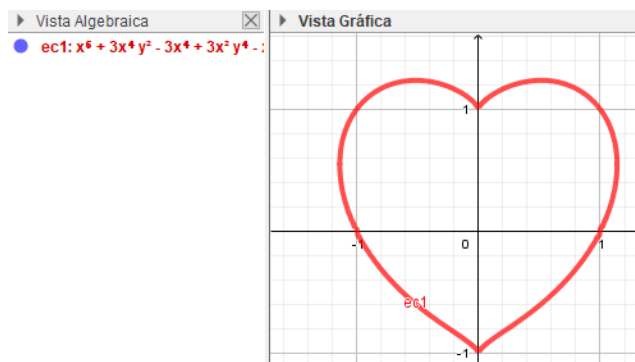 Vista Algebraica
Vista Gráfica
ec1: x⁶ + 3x⁴ y² - 3x⁴ + 3x² y⁴ -
1
-1
0
1
ec1
-1